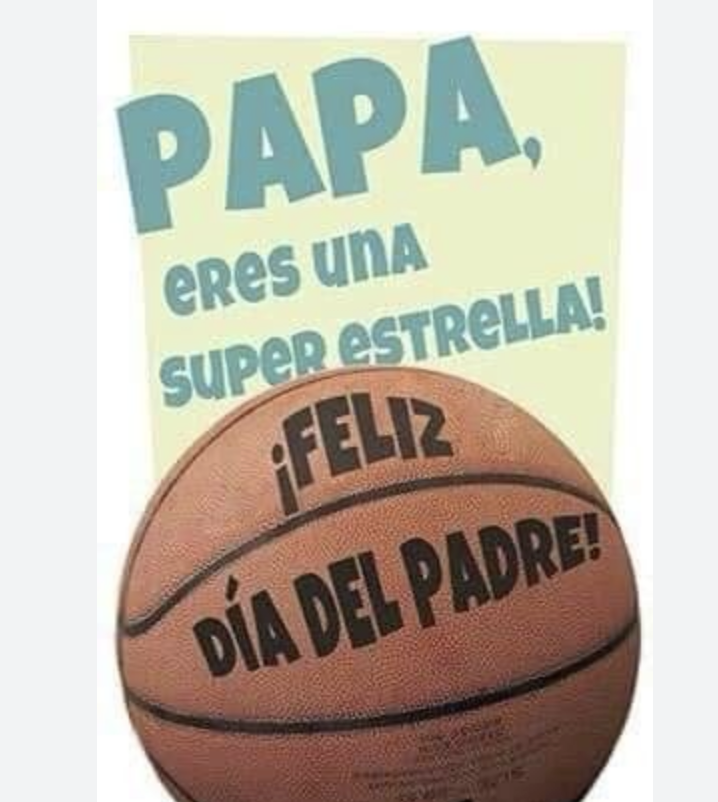 PAPA,
eres una
super estrella!
¡FELIZ
DÍA DEL PADRE!